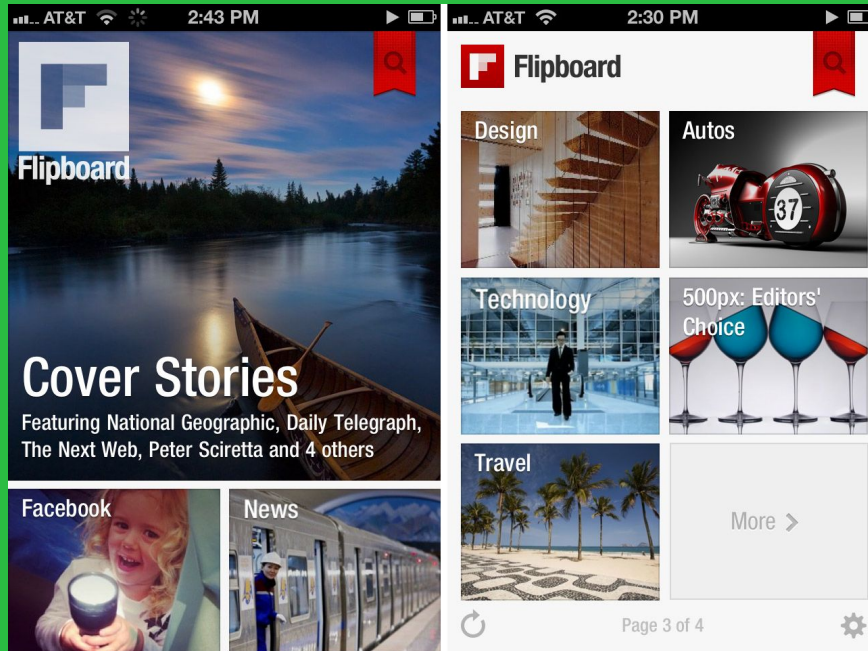 AT&T 2:43 PM
Flipboard
Cover Stories
Featuring National Geographic, Daily Telegraph,
The Next Web, Peter Sciretta and 4 others
Facebook
News
AT&T 2:30 PM
Flipboard
Design
Autos
37
Technology
500px: Editors'
Choice
Travel
More >
Page 3 of 4